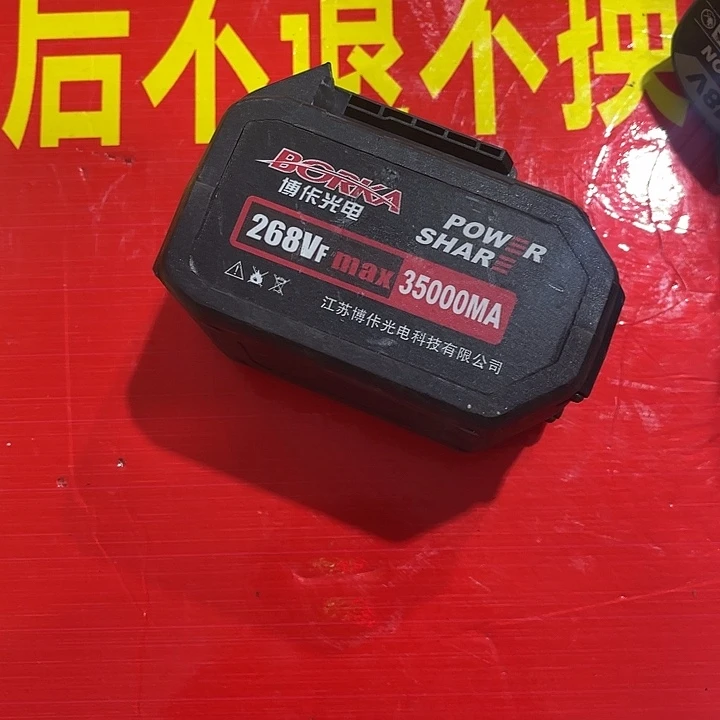 后不退不换
BORKA
博佧光电
POWER
SHARE
268VF max 35000MA
江苏博佧光电科技有限公司
8V